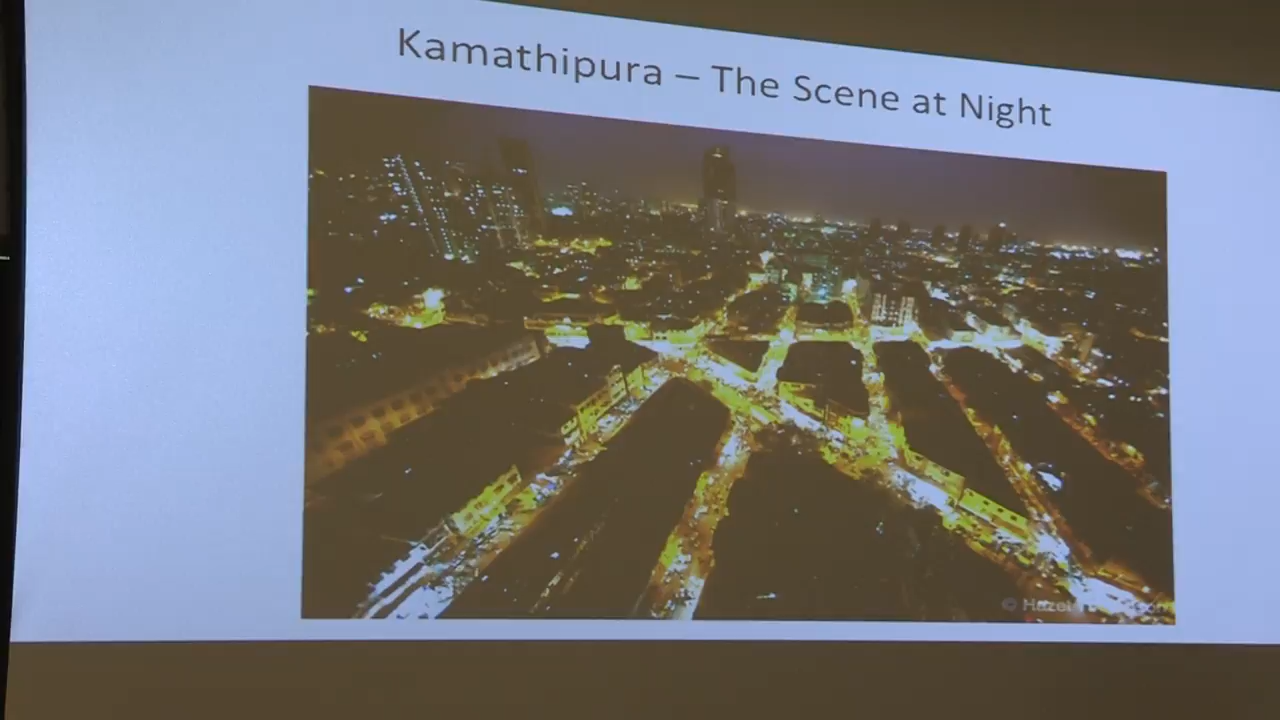 Kamathipura – The Scene at Night
©